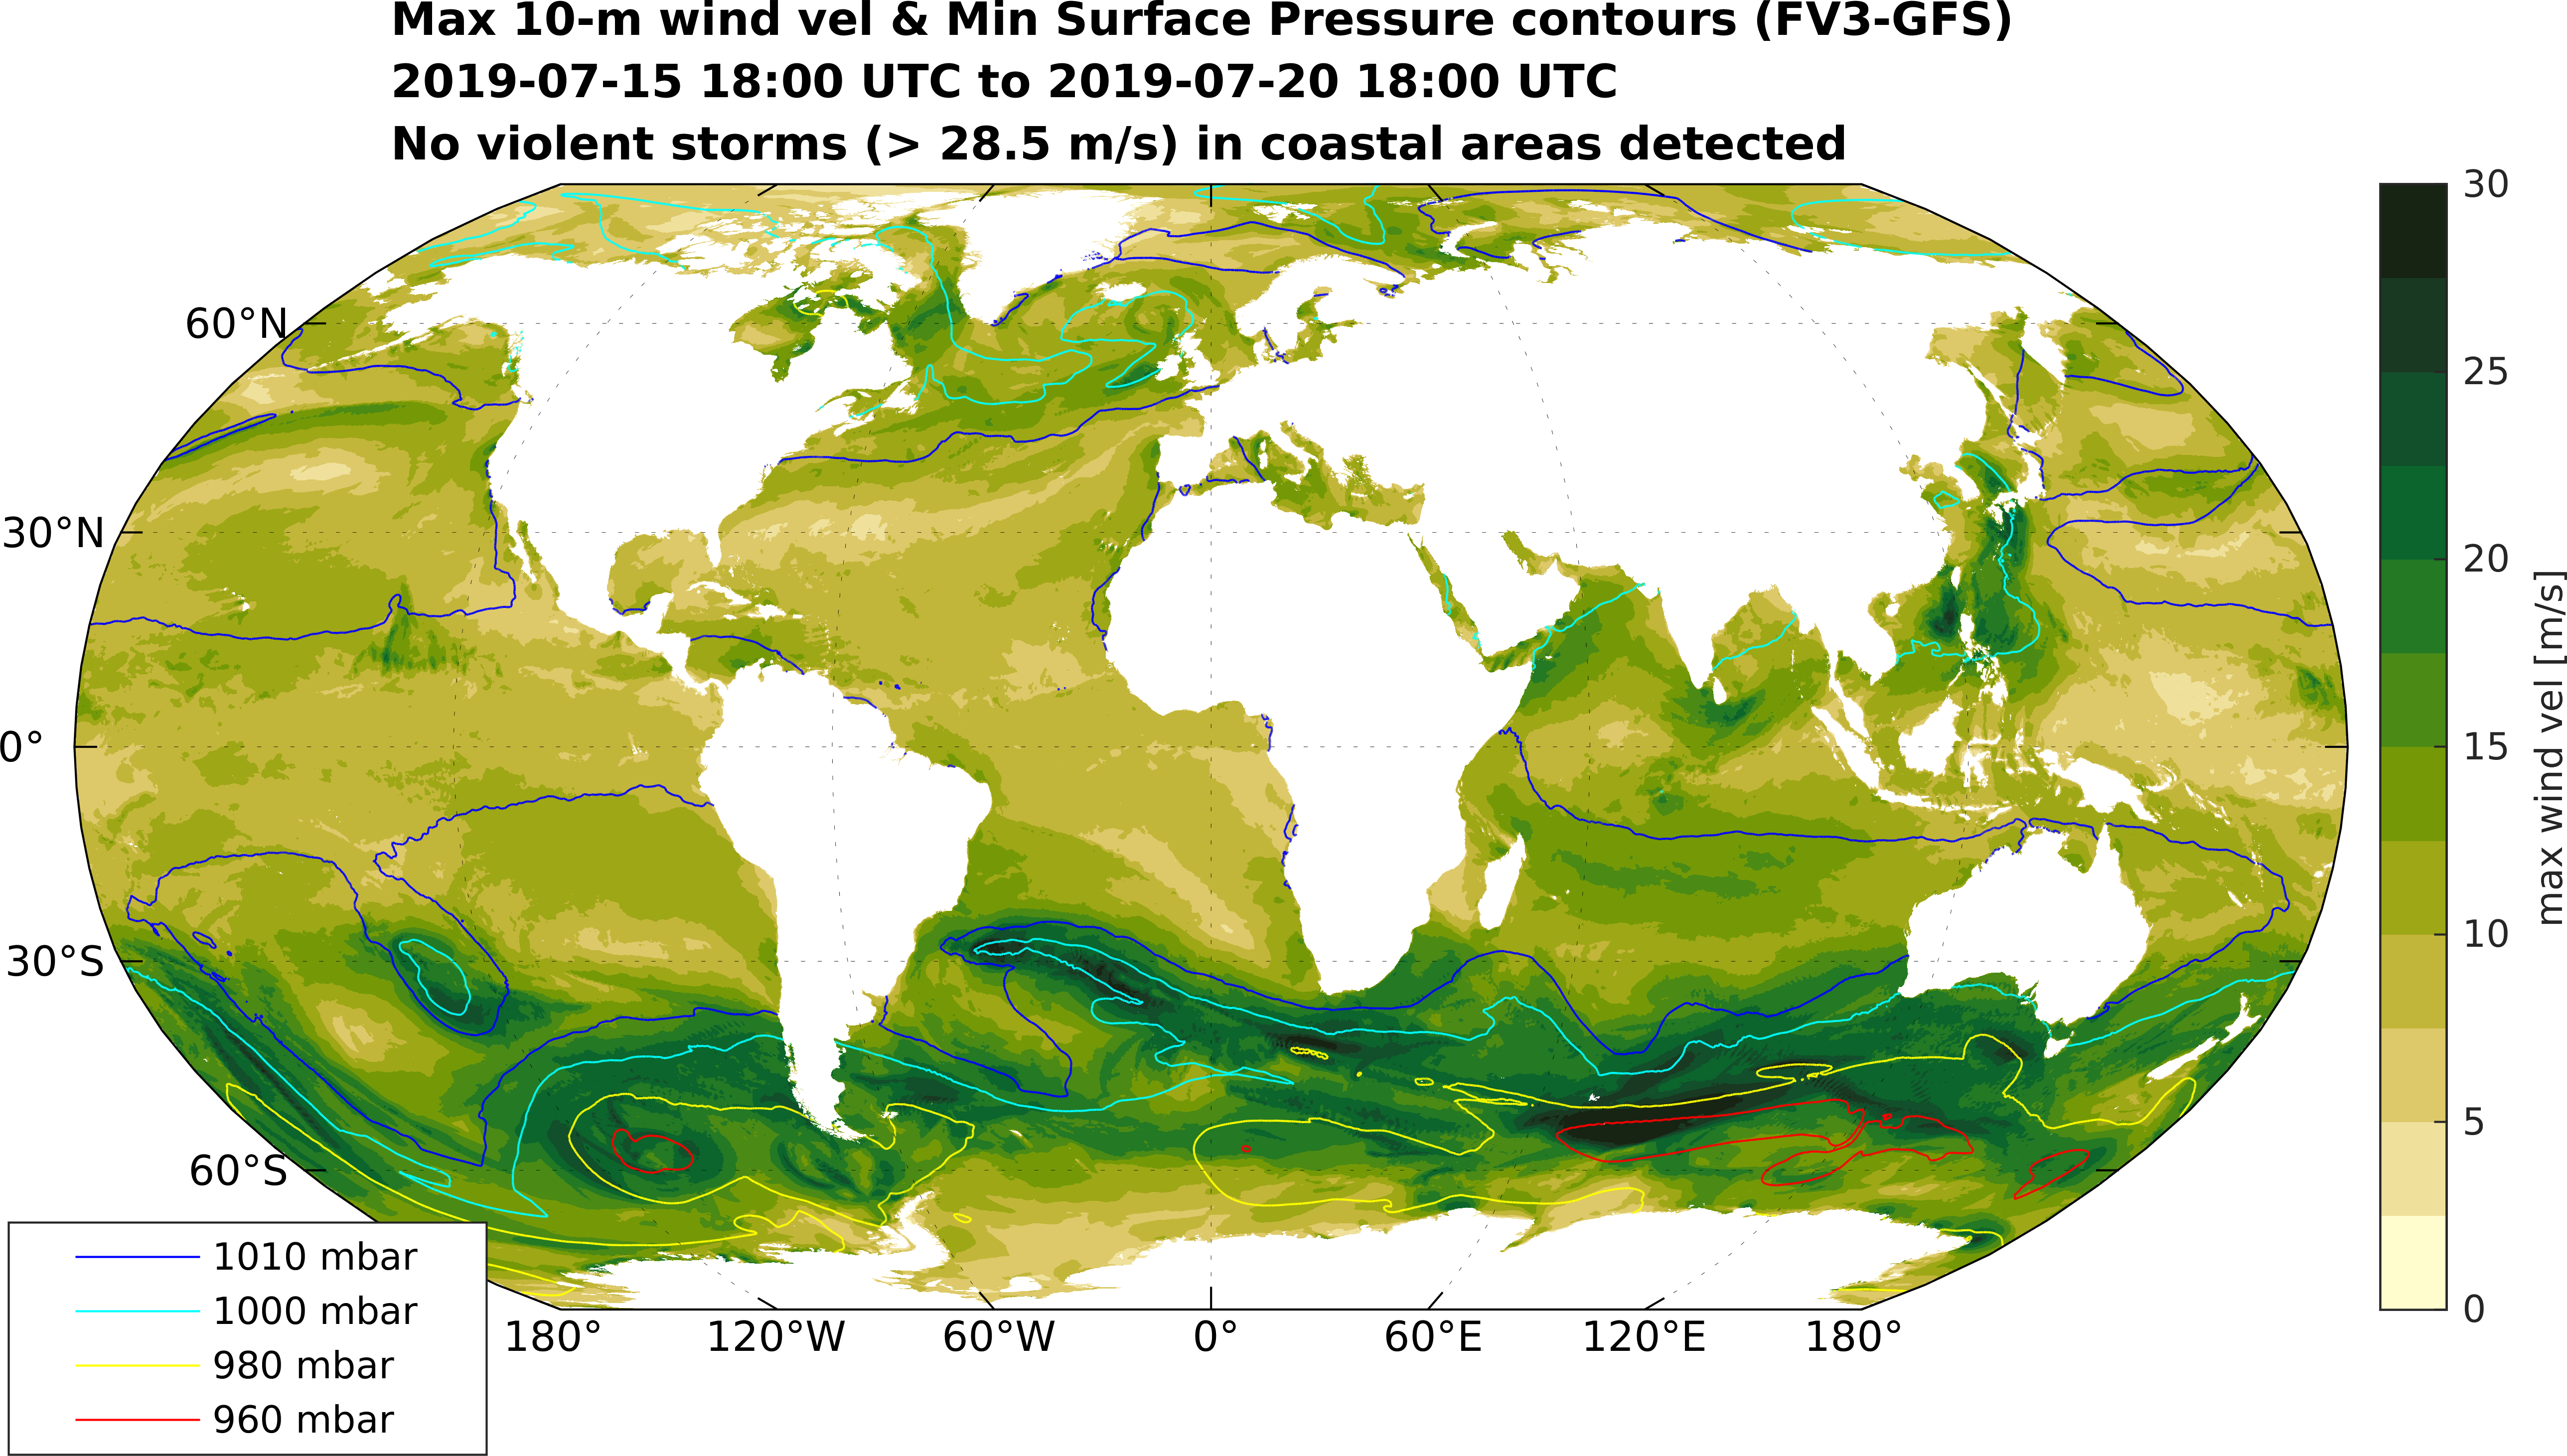 Max 10-m wind vel & Min Surface Pressure contours (FV3-GFS)
2019-07-15 18:00 UTC to 2019-07-20 18:00 UTC
No violent storms (> 28.5 m/s) in coastal areas detected
60°N
30°N
0°
30°S
60°S
180°
120°W
60°W
0°
60°E
120°E
180°
1010 mbar
1000 mbar
980 mbar
960 mbar
30
25
20
15
10
5
0
max wind vel [m/s]